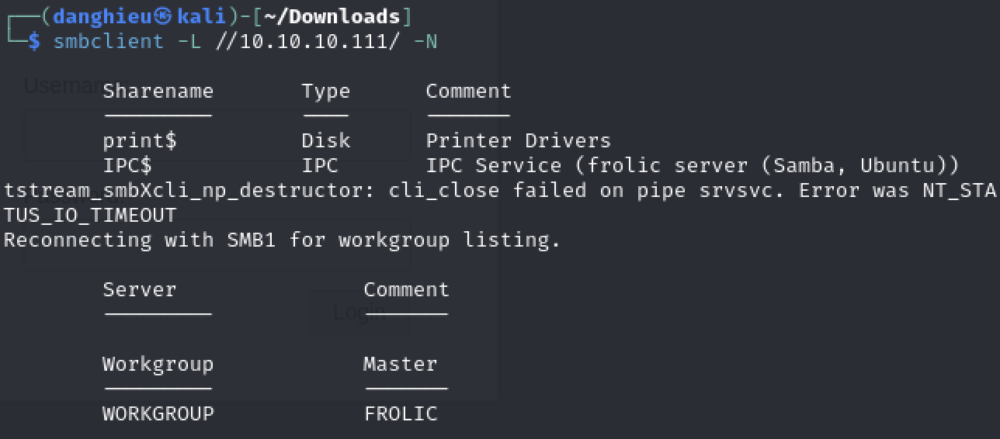 (danghieu㉿kali)-[~/Downloads]
$ smbclient -L //10.10.10.111/ -N
Username:
Sharename Type Comment
print$ Disk Printer Drivers
IPC$ IPC IPC Service (frolic server (Samba, Ubuntu))
tstream_smbXcli_np_destructor: cli_close failed on pipe srvsvc. Error was NT_STA
TUS_IO_TIMEOUT
Reconnecting with SMB1 for workgroup listing.
Server Comment
Login
Workgroup Master
WORKGROUP FROLIC